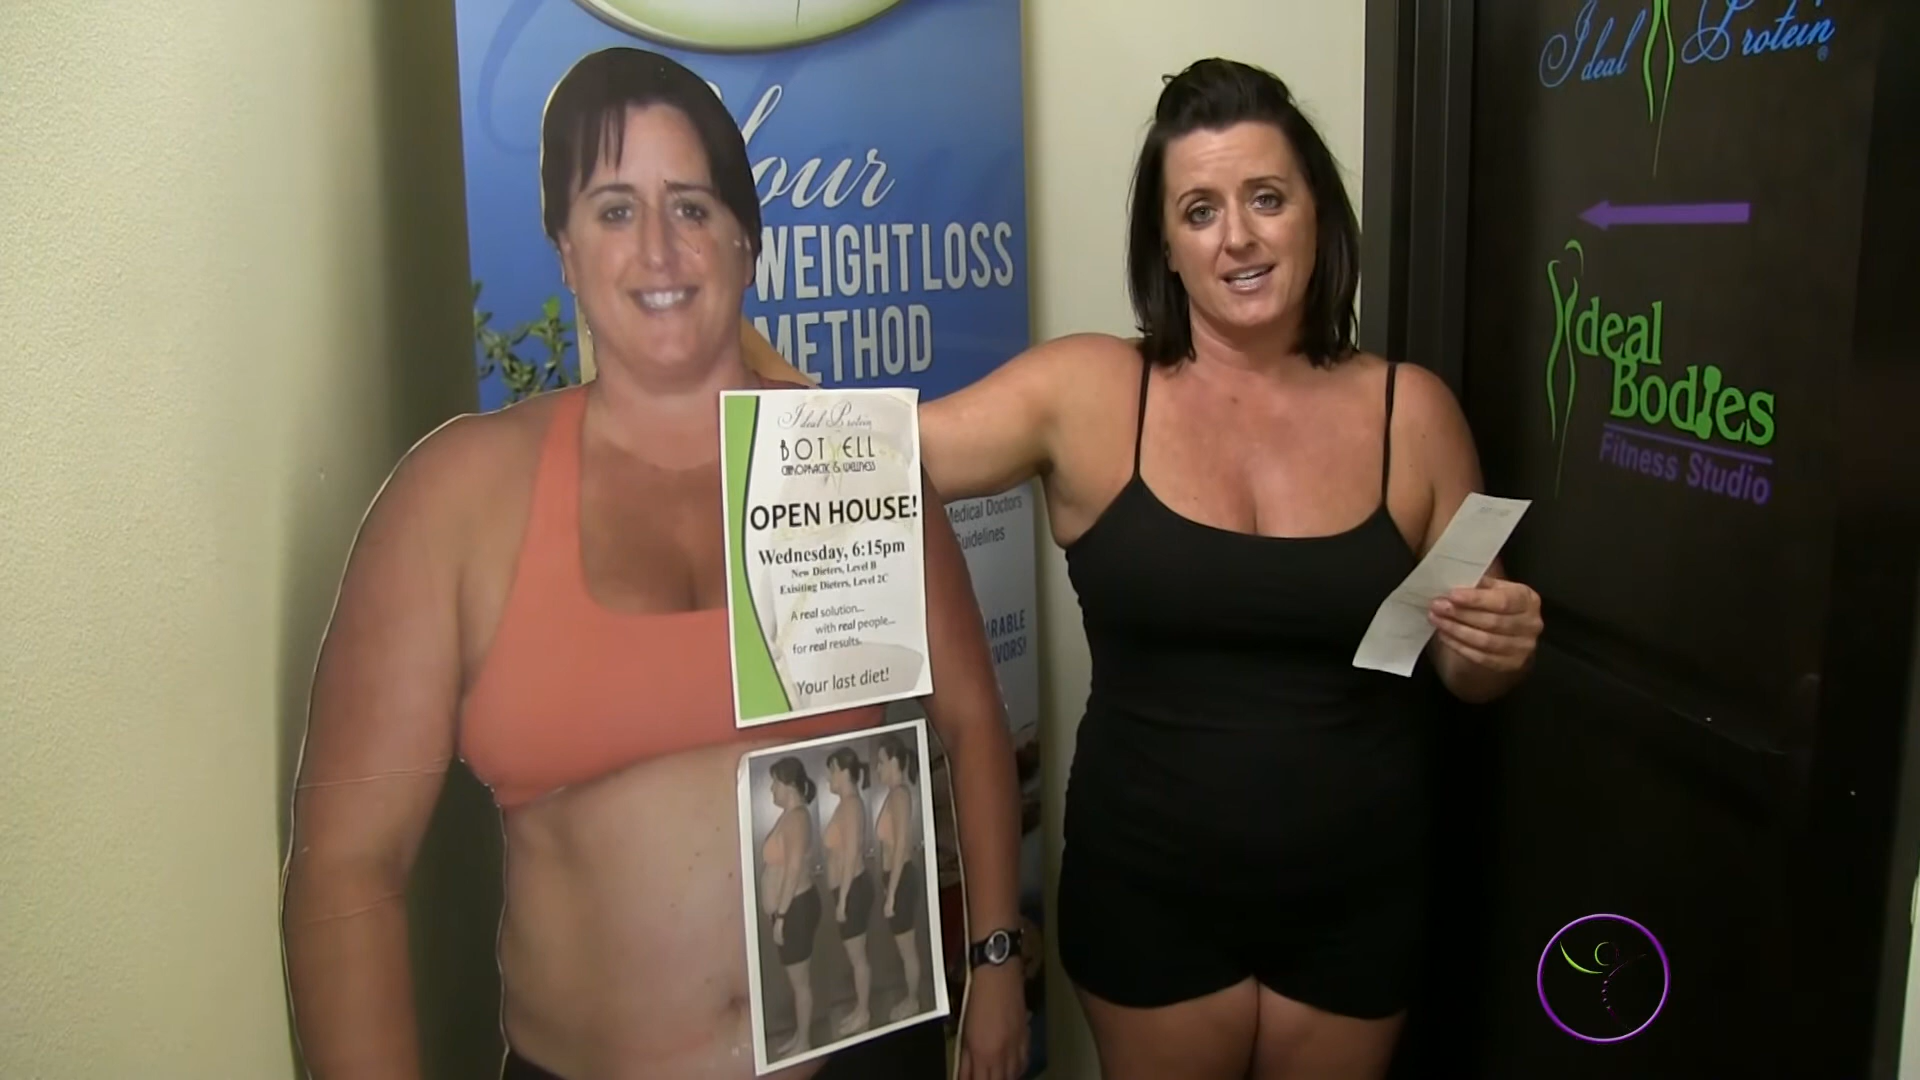 Your
WEIGHT LOSS
METHOD
Medical Doctors
Guidelines
Ideal Protein
BOTHELL
CHIROPRACTIC & WELLNESS
OPEN HOUSE!
Wednesday, 6:15pm
New Dieters, Level B
Exisiting Dieters, Level 2C
A real solution...
with real people...
for real results.
Your last diet!
Ideal Protein®
Ideal
Bodies
Fitness Studio